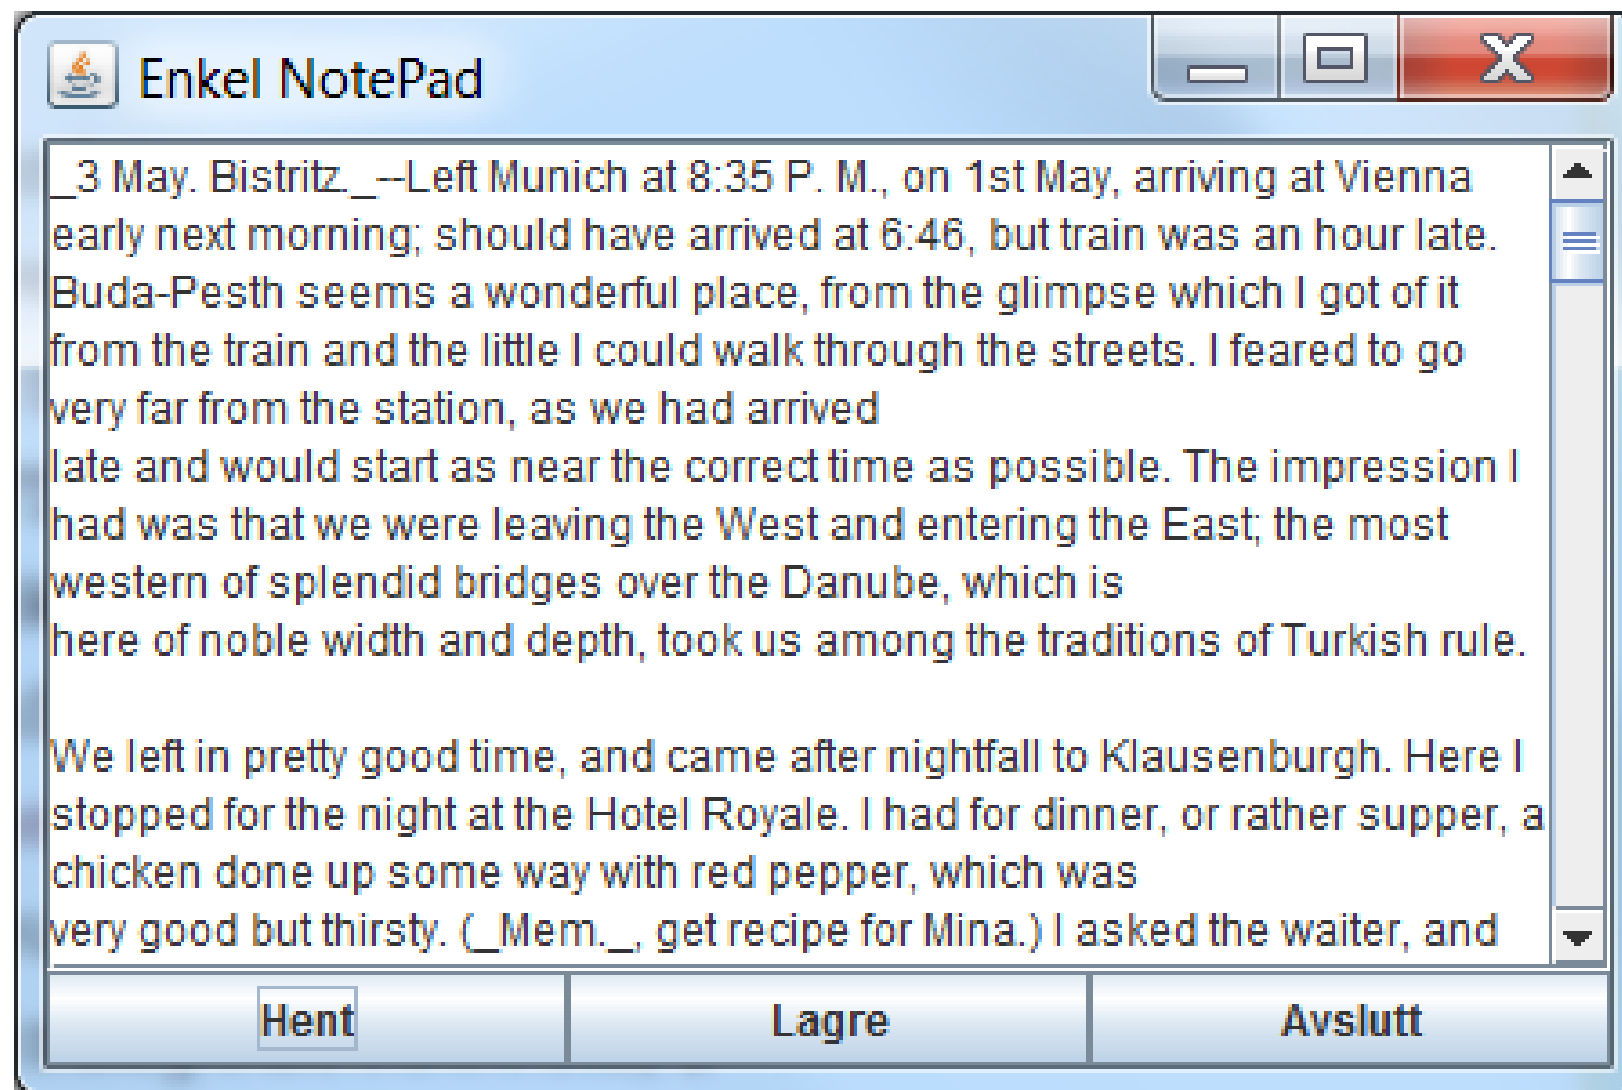 Enkel NotePad
_3 May. Bistritz._--Left Munich at 8:35 P. M., on 1st May, arriving at Vienna
early next morning; should have arrived at 6:46, but train was an hour late.
Buda-Pesth seems a wonderful place, from the glimpse which I got of it
from the train and the little I could walk through the streets. I feared to go
very far from the station, as we had arrived
late and would start as near the correct time as possible. The impression I
had was that we were leaving the West and entering the East; the most
western of splendid bridges over the Danube, which is
here of noble width and depth, took us among the traditions of Turkish rule.
We left in pretty good time, and came after nightfall to Klausenburgh. Here I
stopped for the night at the Hotel Royale. I had for dinner, or rather supper, a
chicken done up some way with red pepper, which was
very good but thirsty. (_Mem._, get recipe for Mina.) I asked the waiter, and
Hent Lagre Avslutt